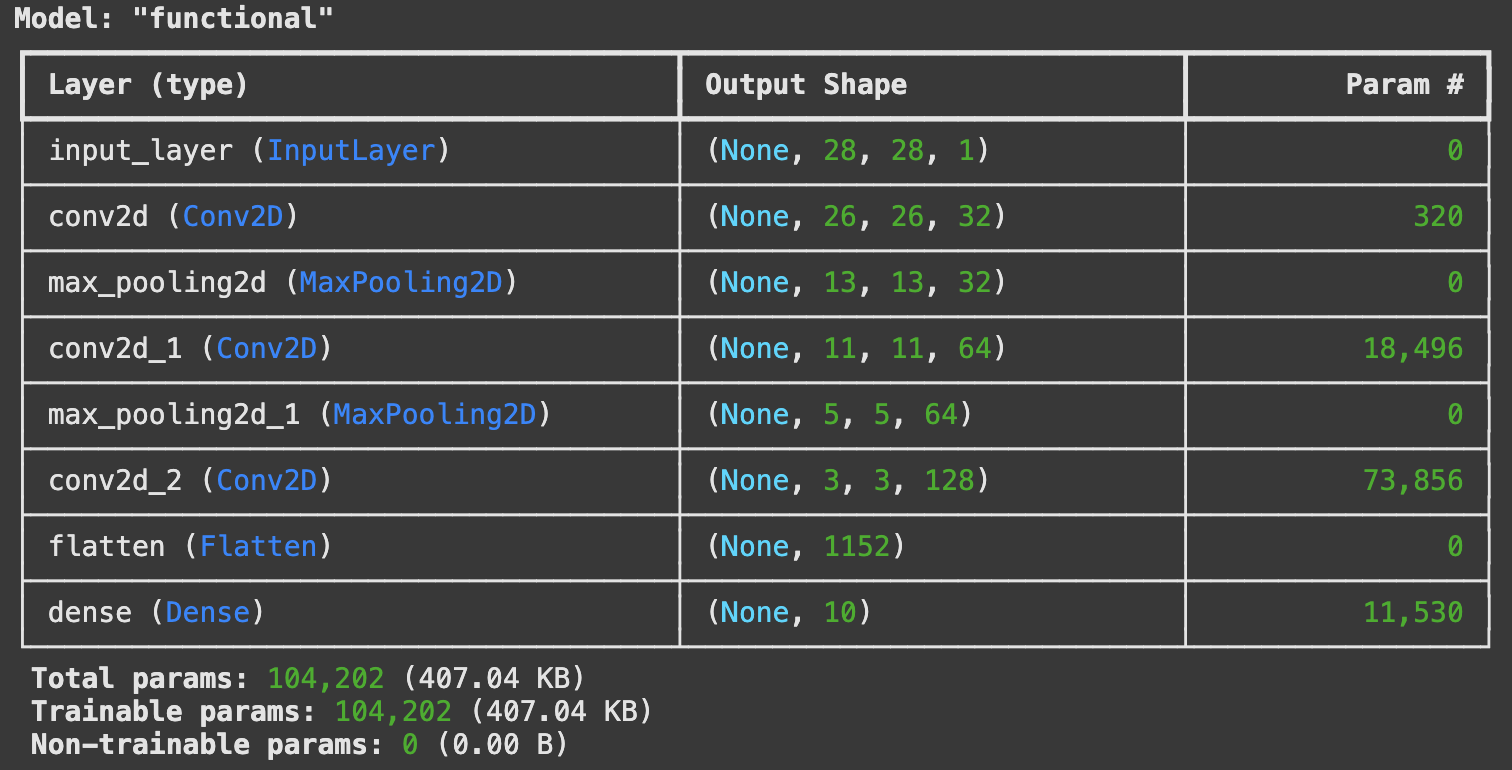 Model: "functional"
Layer (type) Output Shape Param #
input_layer (InputLayer) (None, 28, 28, 1) 0
conv2d (Conv2D) (None, 26, 26, 32) 320
max_pooling2d (MaxPooling2D) (None, 13, 13, 32) 0
conv2d_1 (Conv2D) (None, 11, 11, 64) 18,496
max_pooling2d_1 (MaxPooling2D) (None, 5, 5, 64) 0
conv2d_2 (Conv2D) (None, 3, 3, 128) 73,856
flatten (Flatten) (None, 1152) 0
dense (Dense) (None, 10) 11,530
Total params: 104,202 (407.04 KB)
Trainable params: 104,202 (407.04 KB)
Non-trainable params: 0 (0.00 B)